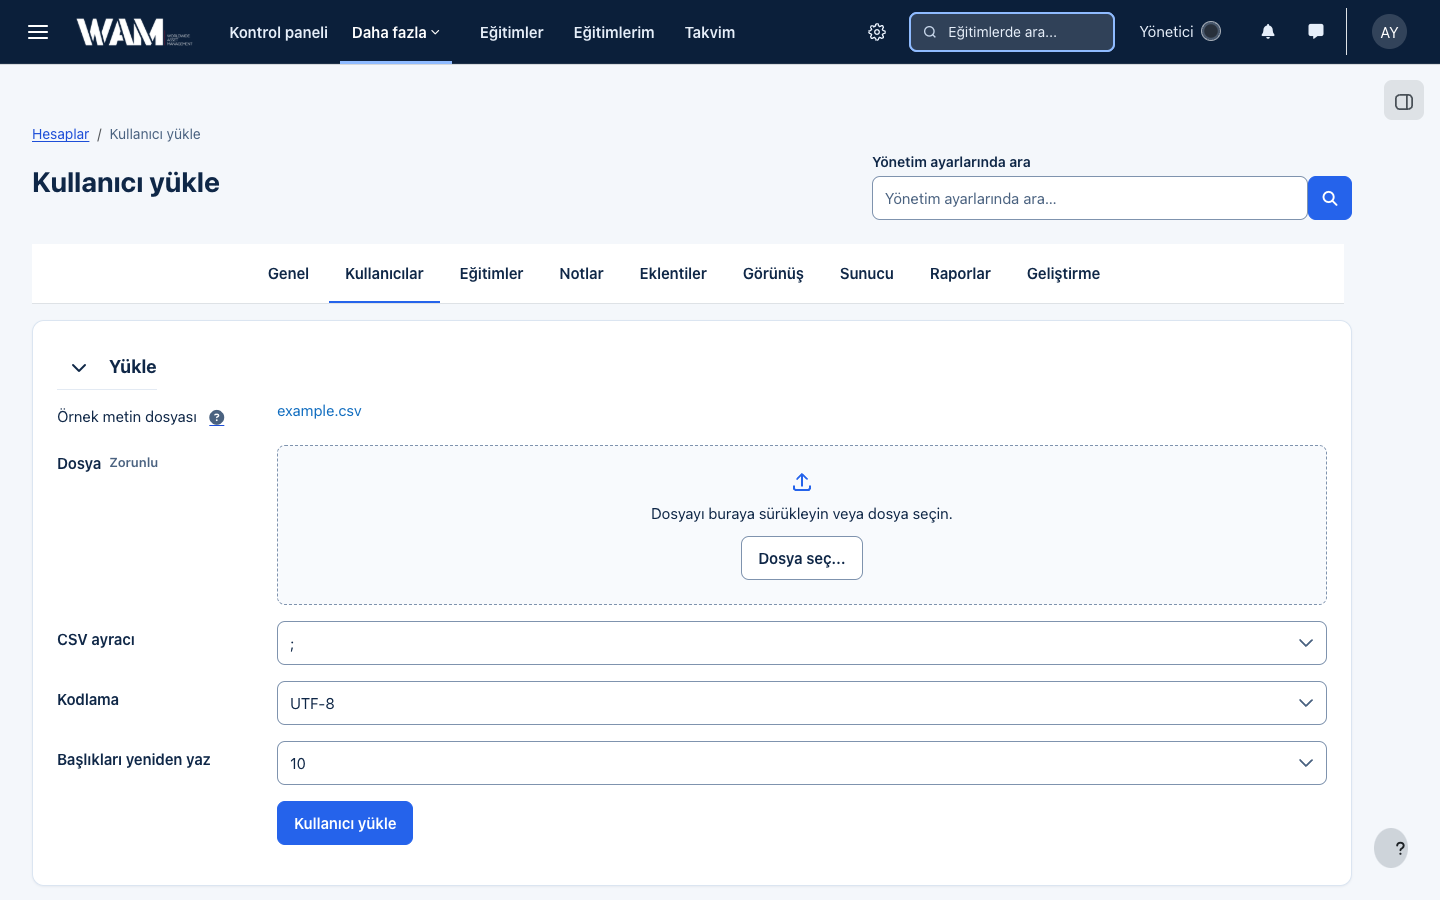 WAM WORLDWIDE ASSET MANAGEMENT
Kontrol paneli
Daha fazla
Eğitimler
Eğitimlerim
Takvim
Eğitimlerde ara...
Yönetici
AY
Hesaplar / Kullanıcı yükle
Kullanıcı yükle
Yönetim ayarlarında ara
Yönetim ayarlarında ara...
Genel
Kullanıcılar
Eğitimler
Notlar
Eklentiler
Görünüş
Sunucu
Raporlar
Geliştirme
Yükle
Örnek metin dosyası ?
example.csv
Dosya Zorunlu
Dosyayı buraya sürükleyin veya dosya seçin.
Dosya seç...
CSV ayracı
;
Kodlama
UTF-8
Başlıkları yeniden yaz
10
Kullanıcı yükle
?